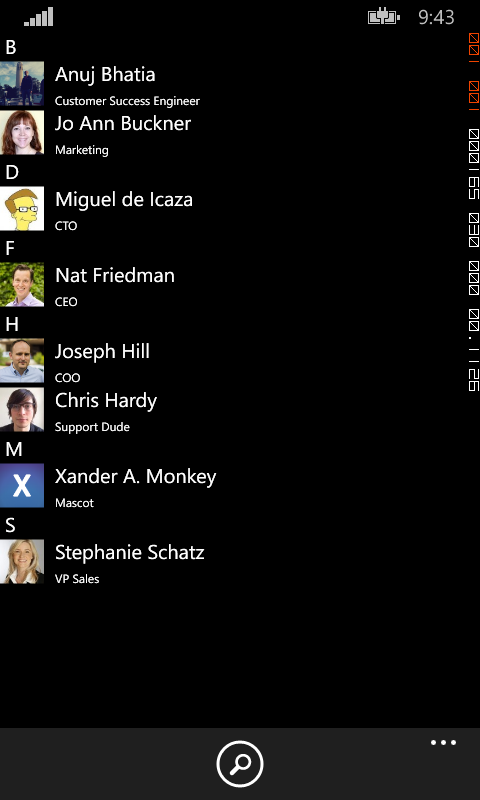 9:43
B
Anuj Bhatia
Customer Success Engineer
Jo Ann Buckner
Marketing
D
Miguel de Icaza
CTO
F
Nat Friedman
CEO
H
Joseph Hill
COO
Chris Hardy
Support Dude
M
X
Xander A. Monkey
Mascot
S
Stephanie Schatz
VP Sales